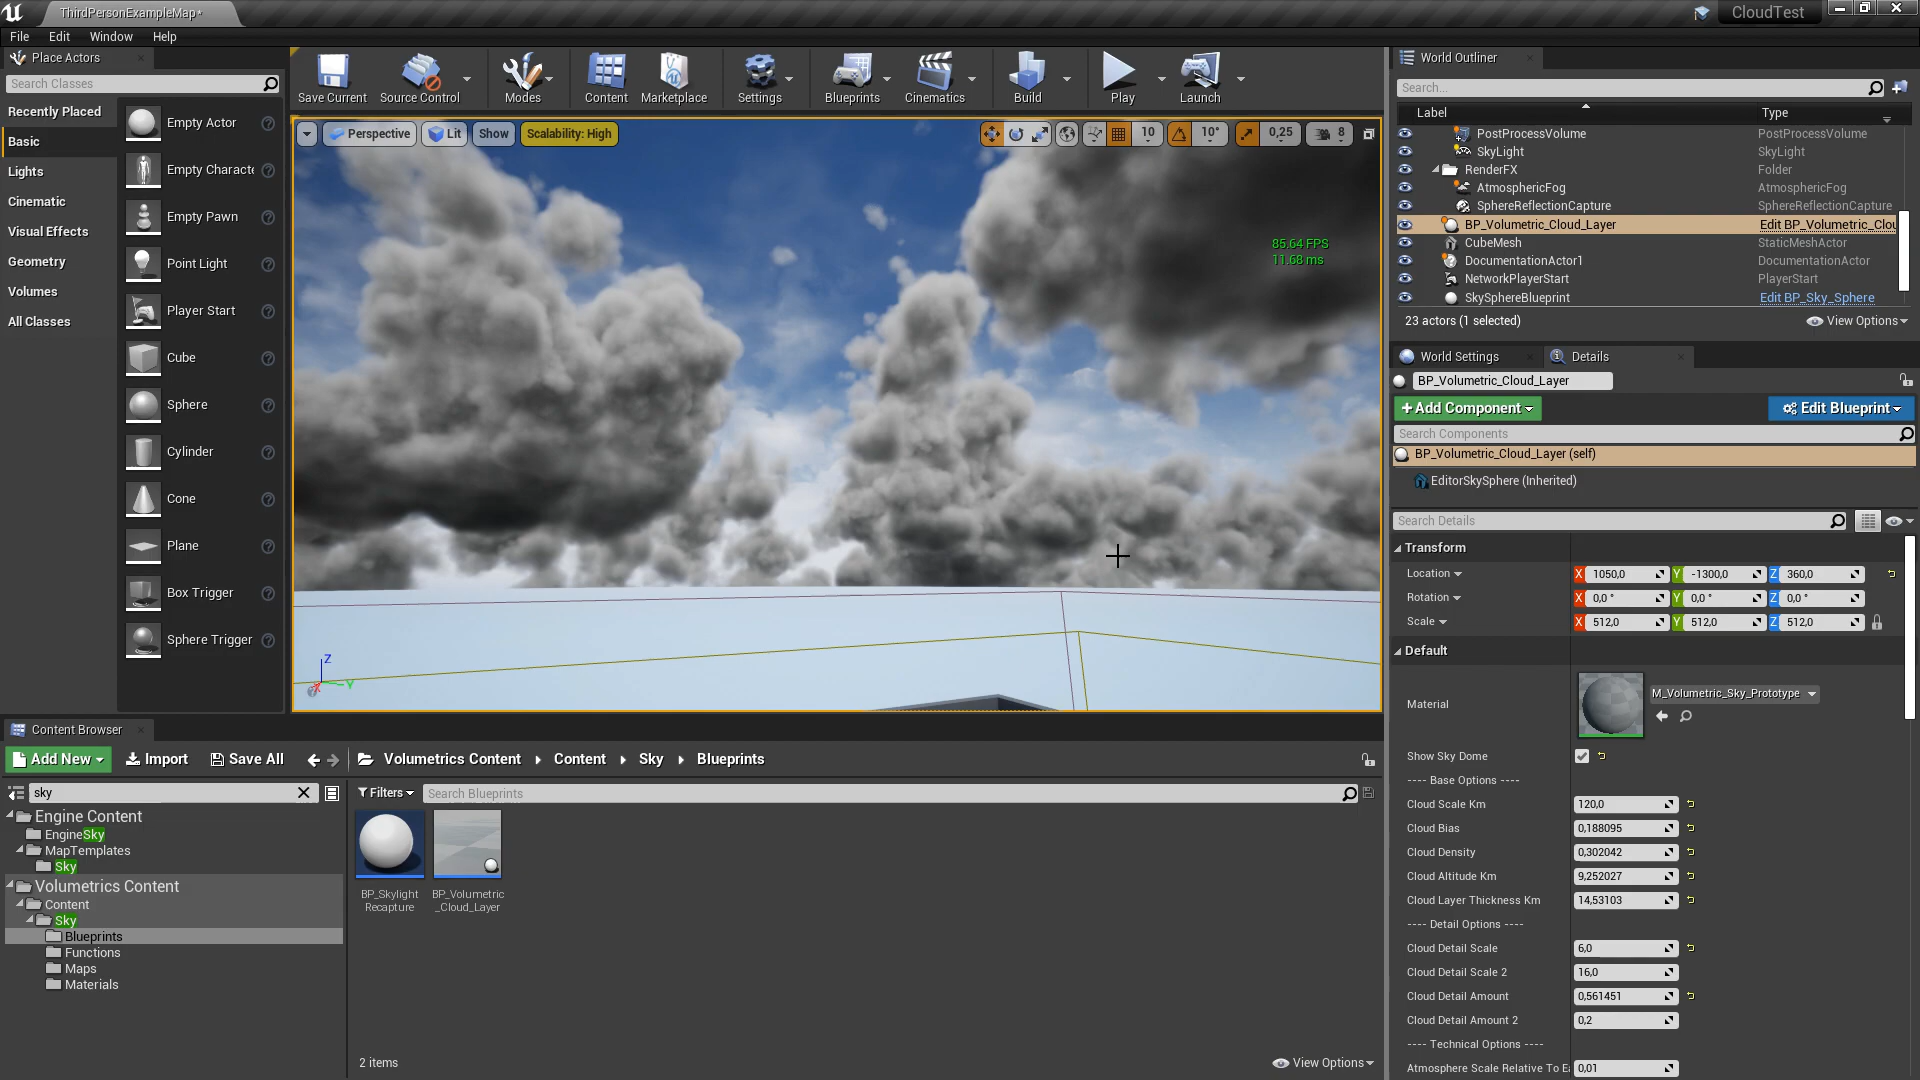 ThirdPersonExampleMap*
CloudTest
File Edit Window Help
Place Actors
Search Classes
Recently Placed
Basic
Lights
Cinematic
Visual Effects
Geometry
Volumes
All Classes
Empty Actor
Empty Characte
Empty Pawn
Point Light
Player Start
Cube
Sphere
Cylinder
Cone
Plane
Box Trigger
Sphere Trigger
Save Current Source Control Modes Content Marketplace Settings Blueprints Cinematics Build Play Launch
Perspective Lit Show Scalability: High
10 10° 0,25 8
85.64 FPS
11.68 ms
Z
Y
X
World Outliner
Search...
Label Type
PostProcessVolume PostProcessVolume
SkyLight SkyLight
RenderFX Folder
AtmosphericFog AtmosphericFog
SphereReflectionCapture SphereReflectionCapture
BP_Volumetric_Cloud_Layer Edit BP_Volumetric_Clou
CubeMesh StaticMeshActor
DocumentationActor1 DocumentationActor
NetworkPlayerStart PlayerStart
SkySphereBlueprint Edit BP_Sky_Sphere
23 actors (1 selected) View Options
World Settings Details
BP_Volumetric_Cloud_Layer
+Add Component Edit Blueprint
Search Components
BP_Volumetric_Cloud_Layer (self)
EditorSkySphere (Inherited)
Search Details
Transform
Location X 1050,0 Y -1300,0 Z 360,0
Rotation X 0,0 ° Y 0,0 ° Z 0,0 °
Scale X 512,0 Y 512,0 Z 512,0
Default
Material M_Volumetric_Sky_Prototype
Show Sky Dome
---- Base Options ----
Cloud Scale Km 120,0
Cloud Bias 0,188095
Cloud Density 0,302042
Cloud Altitude Km 9,252027
Cloud Layer Thickness Km 14,53103
---- Detail Options ----
Cloud Detail Scale 6,0
Cloud Detail Scale 2 16,0
Cloud Detail Amount 0,561451
Cloud Detail Amount 2 0,2
---- Technical Options ----
Atmosphere Scale Relative To E 0,01
Content Browser
Add New Import Save All Volumetrics Content Content Sky Blueprints
sky
Filters Search Blueprints
Engine Content
EngineSky
MapTemplates
Sky
Volumetrics Content
Content
Sky
Blueprints
Functions
Maps
Materials
BP_Skylight
Recapture
BP_Volumetric
_Cloud_Layer
2 items View Options